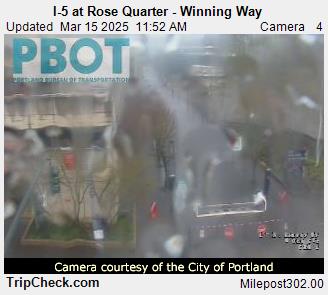 I-5 at Rose Quarter - Winning Way
Updated Mar 15 2025 11:52 AM Camera 4
PBOT
PORTLAND BUREAU OF TRANSPORTATION
Camera courtesy of the City of Portland
TripCheck.com Milepost302.00